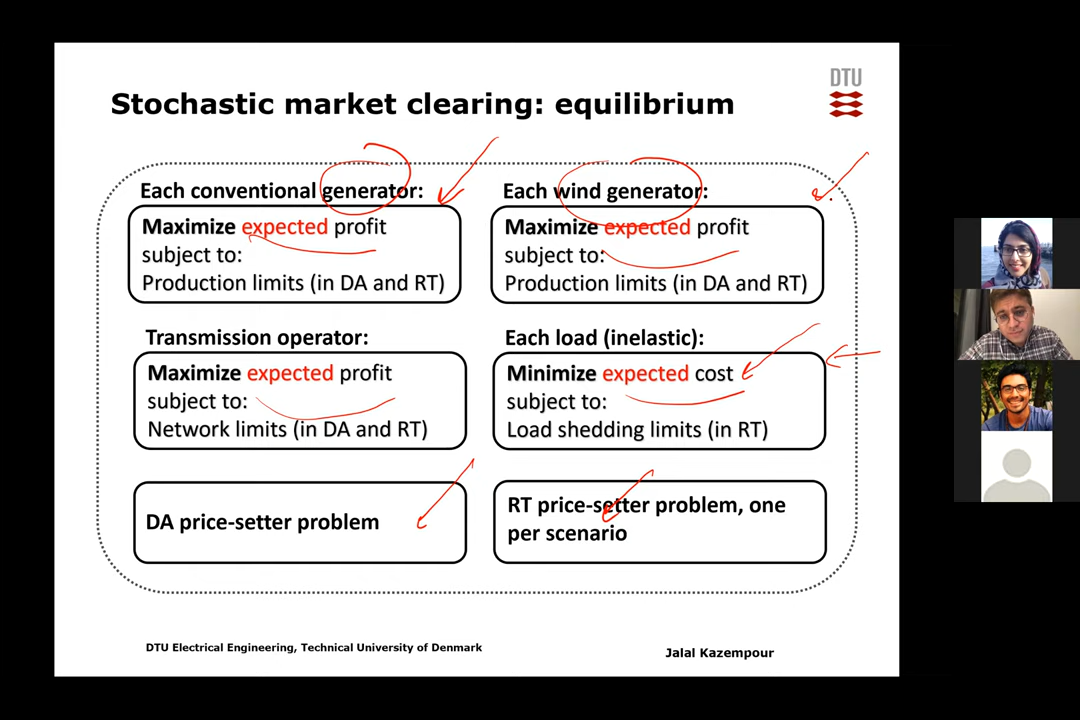 DTU
Stochastic market clearing: equilibrium
Each conventional generator:
Maximize expected profit
subject to:
Production limits (in DA and RT)
Each wind generator:
Maximize expected profit
subject to:
Production limits (in DA and RT)
Transmission operator:
Maximize expected profit
subject to:
Network limits (in DA and RT)
Each load (inelastic):
Minimize expected cost
subject to:
Load shedding limits (in RT)
DA price-setter problem
RT price-setter problem, one
per scenario
DTU Electrical Engineering, Technical University of Denmark
Jalal Kazempour